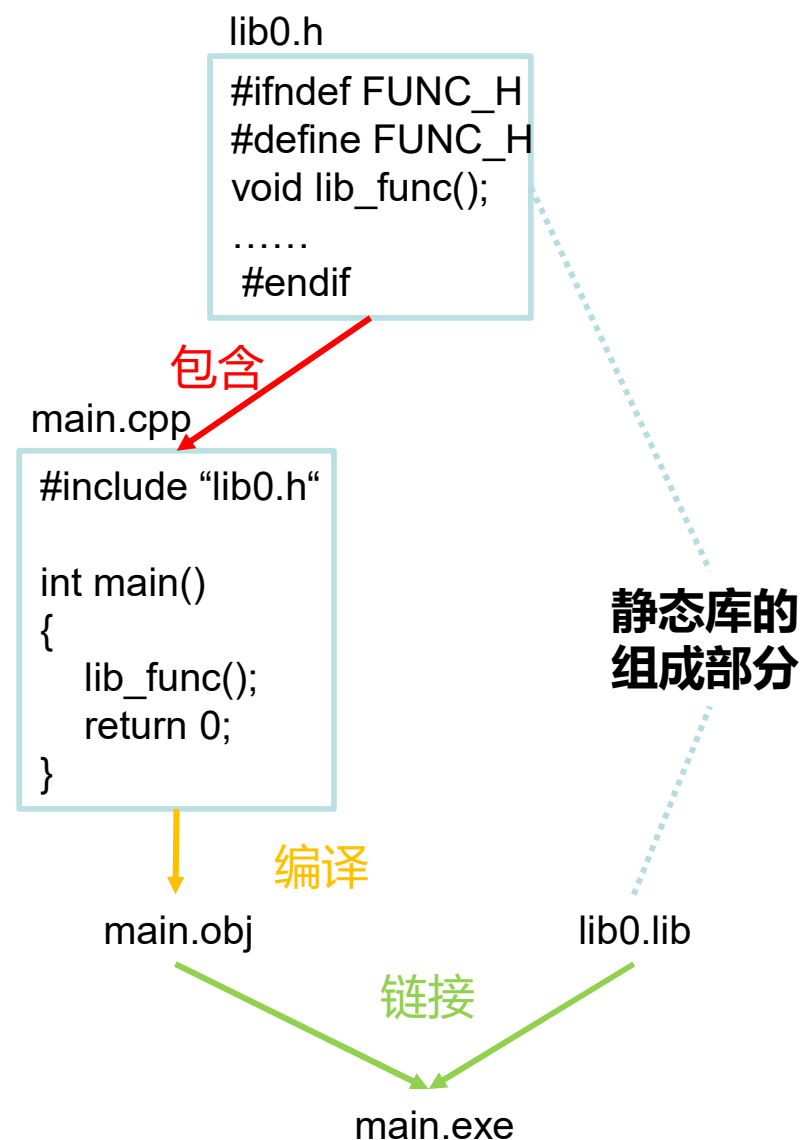 lib0.h
#ifndef FUNC_H
#define FUNC_H
void lib_func();
……
#endif
包含
main.cpp
#include “lib0.h“
int main()
{
lib_func();
return 0;
}
静态库的
组成部分
编译
main.obj
lib0.lib
链接
main.exe